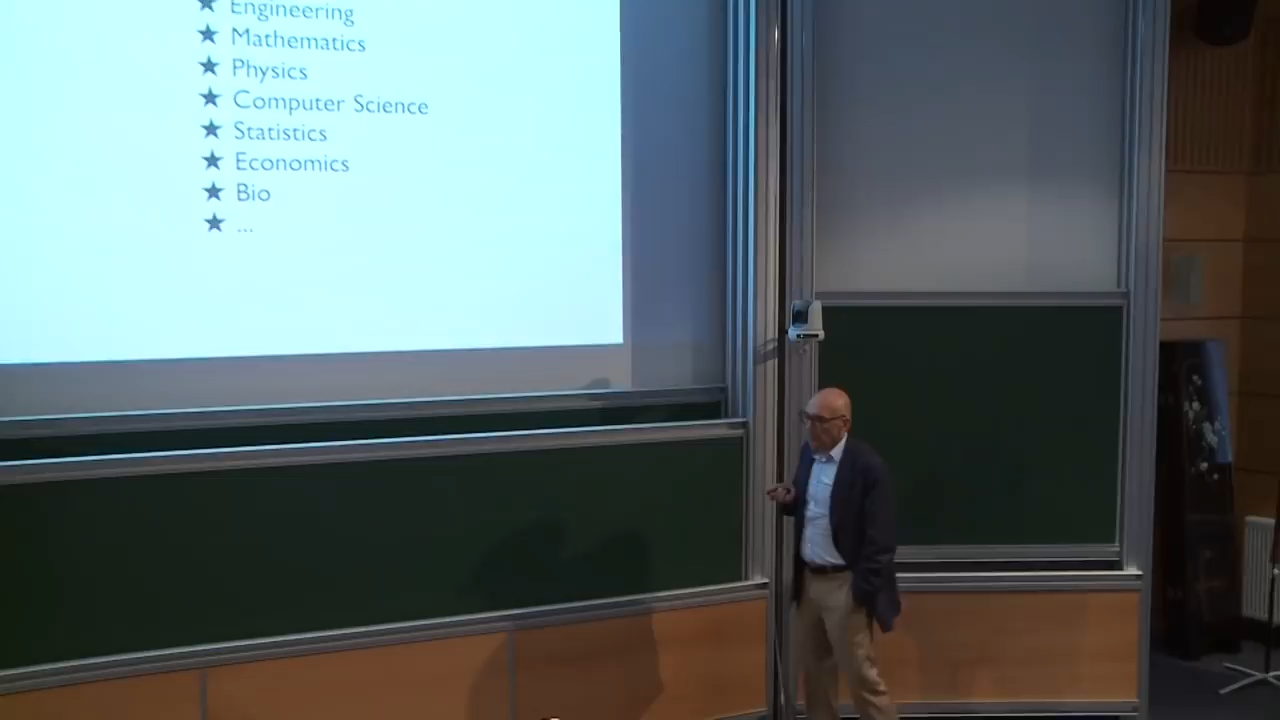 ★ Engineering
★ Mathematics
★ Physics
★ Computer Science
★ Statistics
★ Economics
★ Bio
★ ...